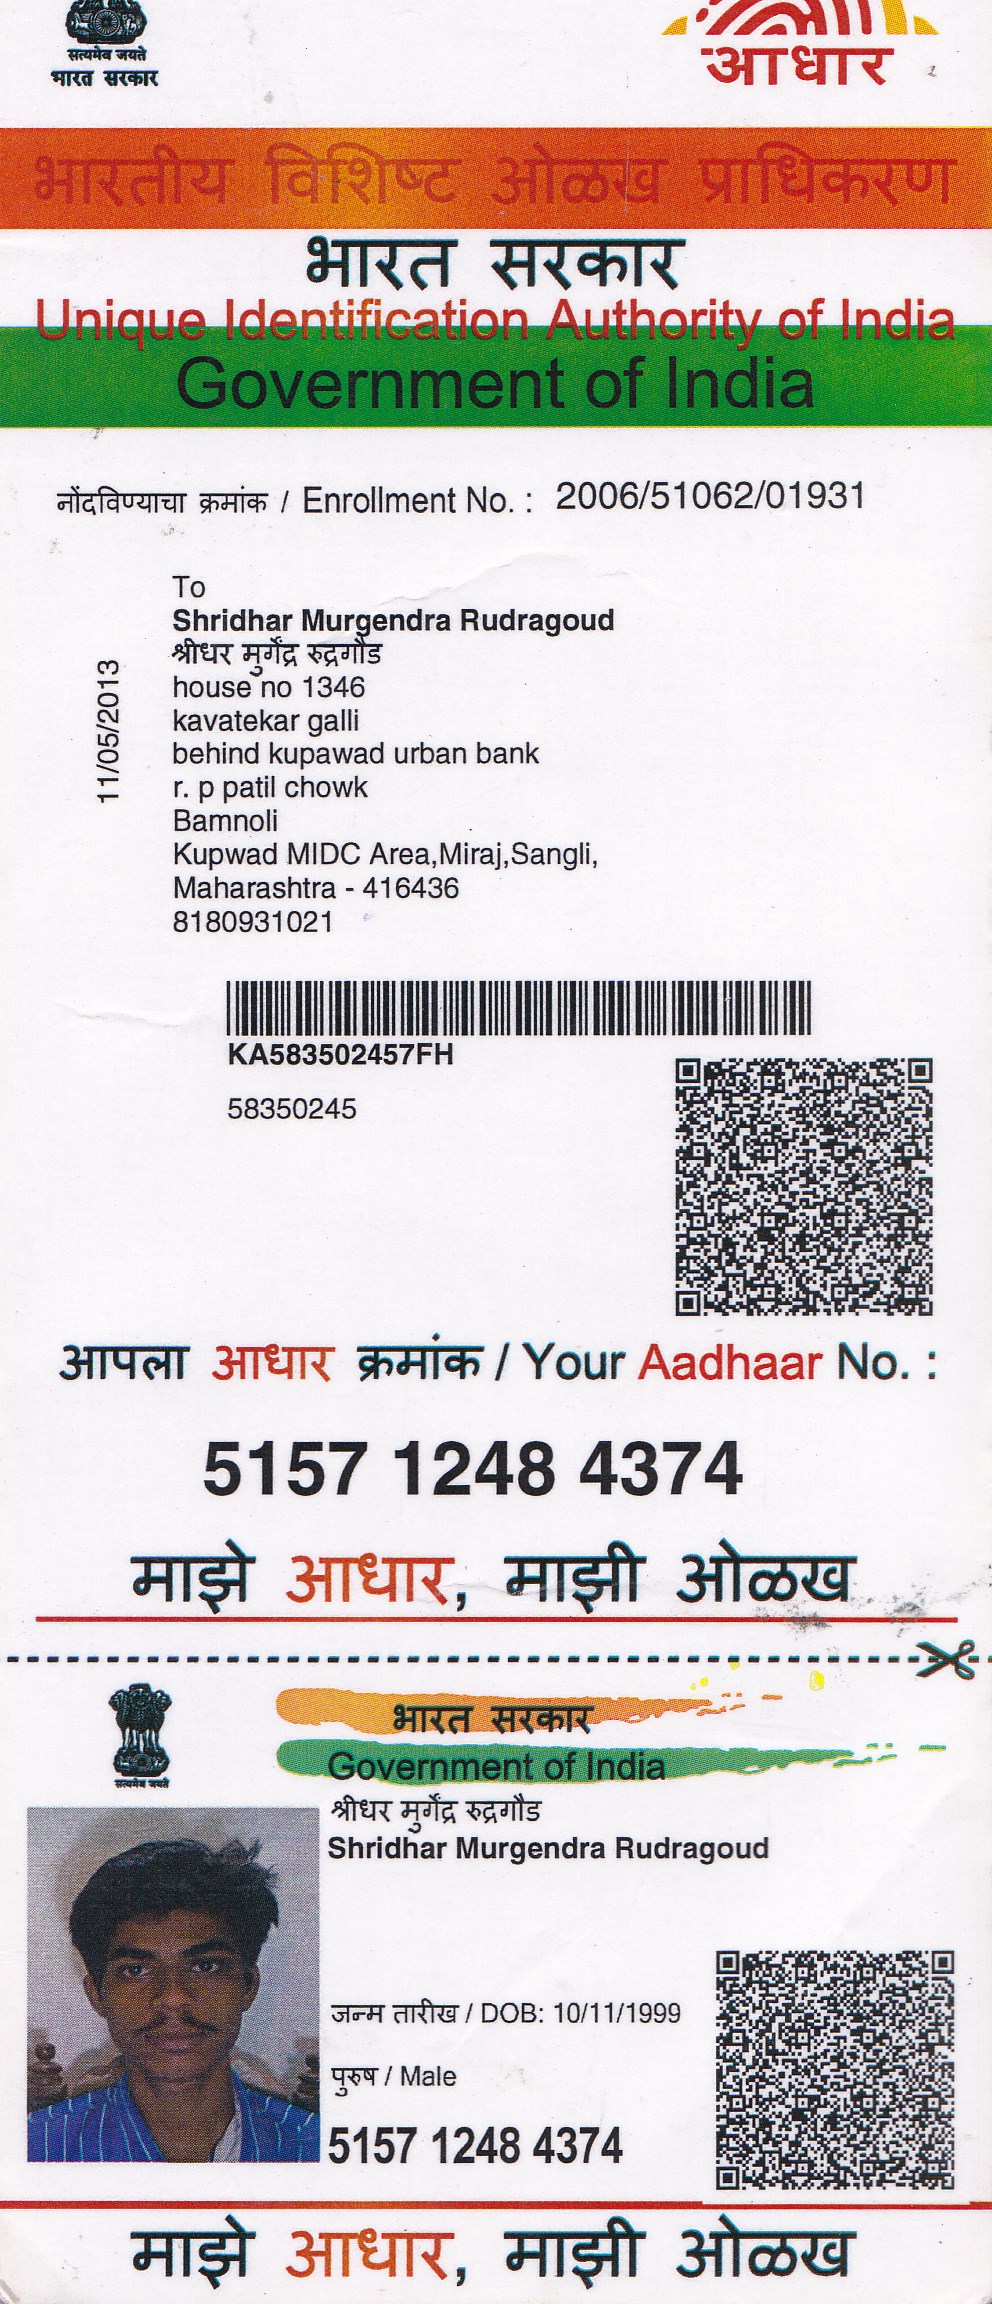 सत्यमेव जयते
भारत सरकार
आधार
भारतीय विशिष्ट ओळख प्राधिकरण
भारत सरकार
Unique Identification Authority of India
Government of India
नोंदविण्याचा क्रमांक / Enrollment No. : 2006/51062/01931
To
Shridhar Murgendra Rudragoud
श्रीधर मुर्गेंद्र रुद्रगौड
house no 1346
kavatekar galli
behind kupawad urban bank
r. p patil chowk
Bamnoli
Kupwad MIDC Area,Miraj,Sangli,
Maharashtra - 416436
8180931021
11/05/2013
KA583502457FH
58350245
आपला आधार क्रमांक / Your Aadhaar No. :
5157 1248 4374
माझे आधार, माझी ओळख
सत्यमेव जयते
भारत सरकार
Government of India
श्रीधर मुर्गेंद्र रुद्रगौड
Shridhar Murgendra Rudragoud
जन्म तारीख / DOB: 10/11/1999
पुरुष / Male
5157 1248 4374
माझे आधार, माझी ओळख